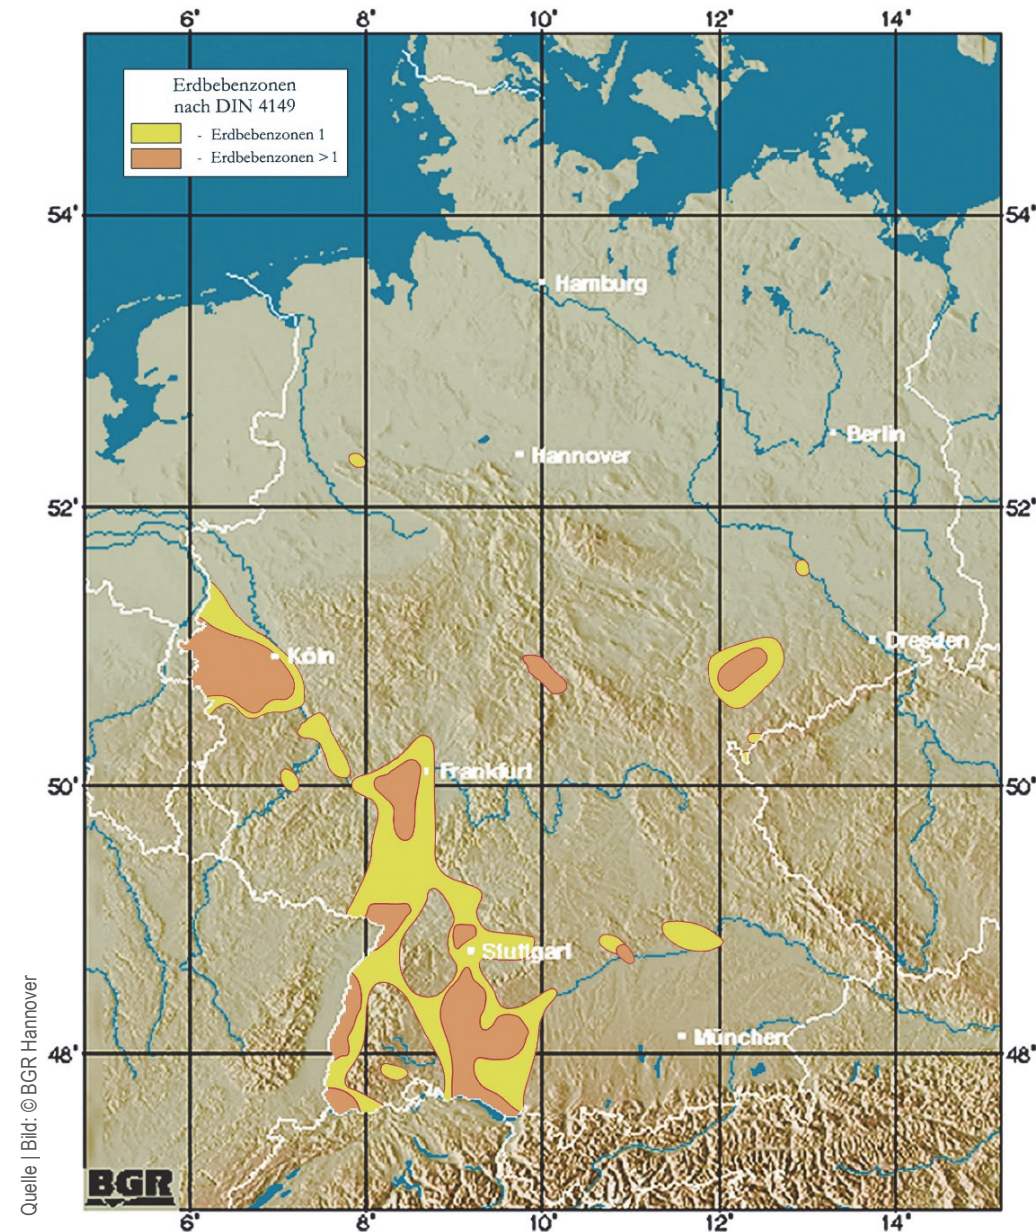 6° 8° 10° 12° 14°
Erdbebenzonen
nach DIN 4149
- Erdbebenzonen 1
- Erdbebenzonen >1
54° 54°
Hamburg
Berlin
Hannover
52° 52°
Dresden
Köln
Frankfurt
50° 50°
Stuttgart
München
48° 48°
BGR
6° 8° 10° 12° 14°
Quelle | Bild: © BGR Hannover